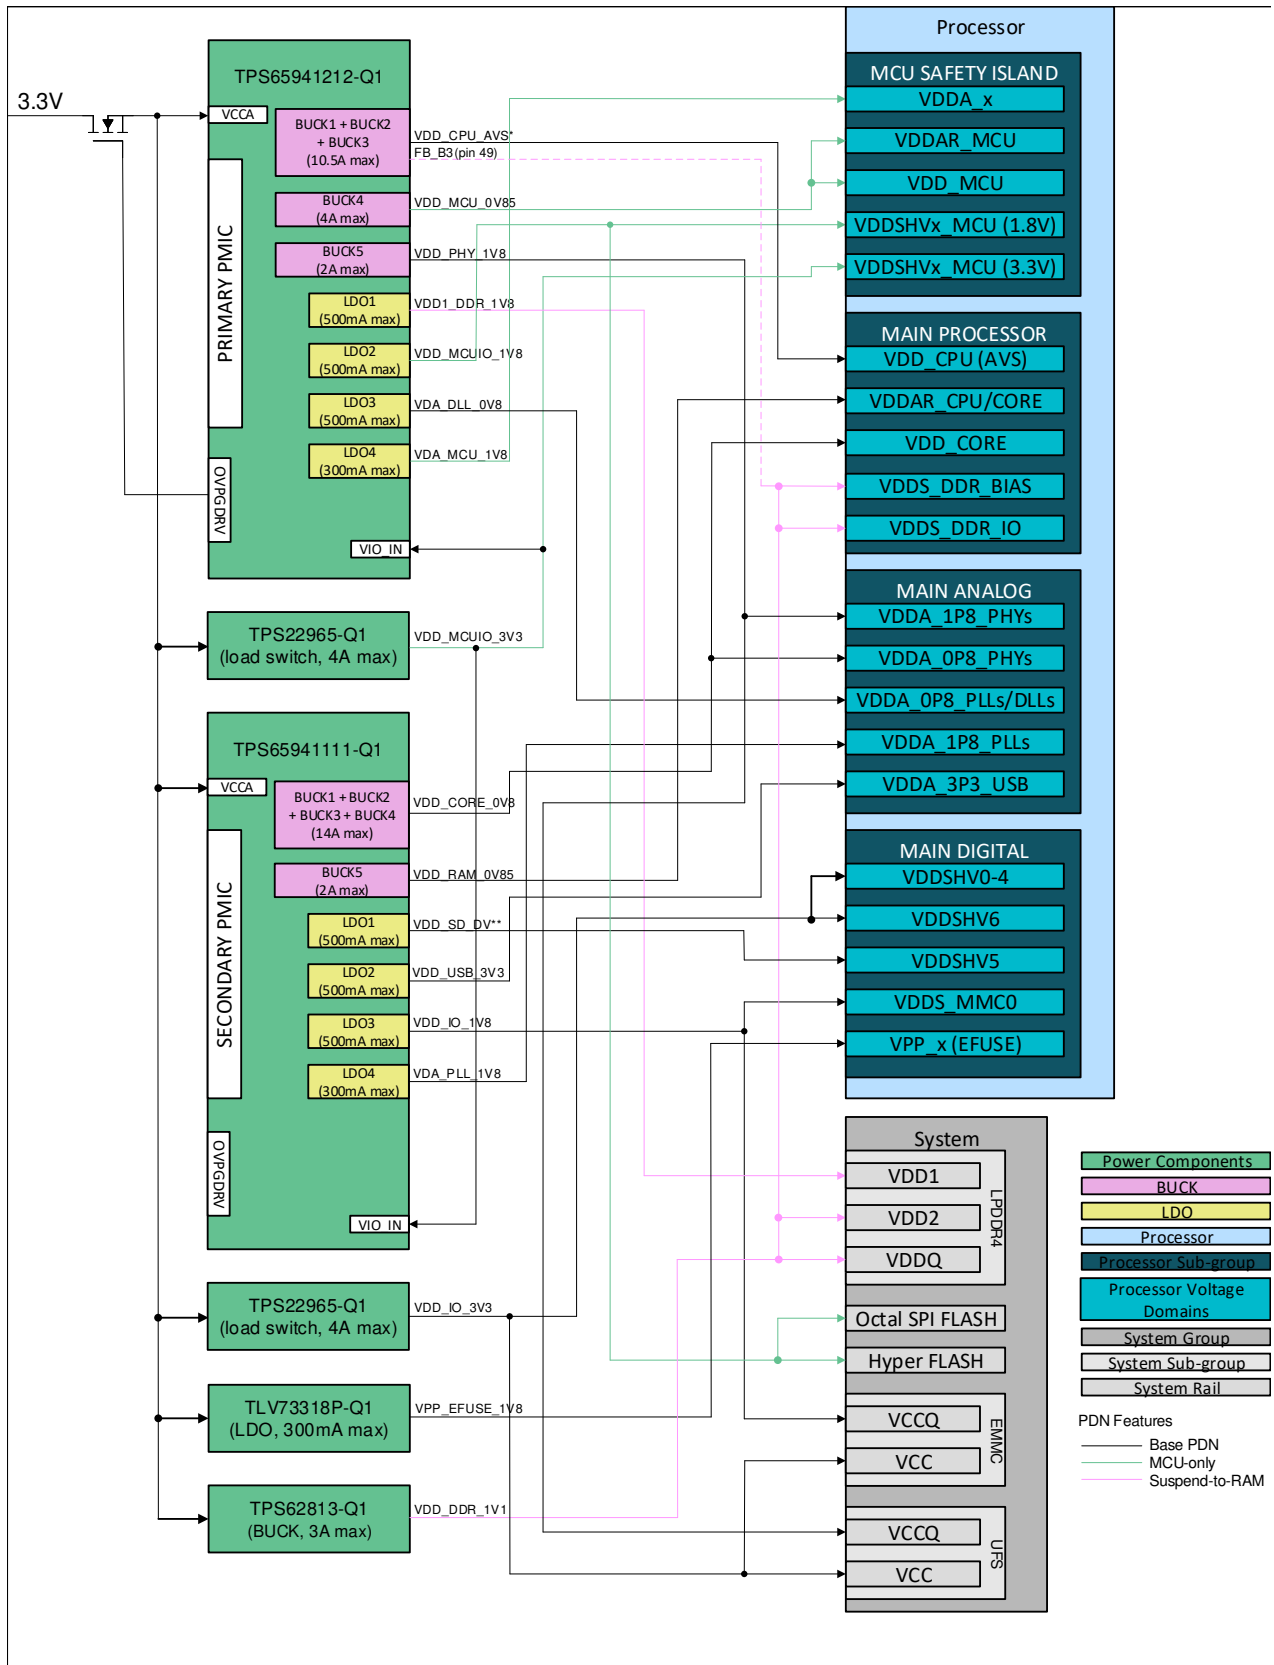 3.3V
TPS65941212-Q1
VCCA
BUCK1 + BUCK2
+ BUCK3
(10.5A max)
VDD_CPU_AVS*
FB_B3(pin 49)
BUCK4
(4A max)
VDD_MCU_0V85
BUCK5
(2A max)
VDD_PHY_1V8
LDO1
(500mA max)
VDD1_DDR_1V8
LDO2
(500mA max)
VDD_MCUIO_1V8
LDO3
(500mA max)
VDA_DLL_0V8
LDO4
(300mA max)
VDA_MCU_1V8
PRIMARY PMIC
OVPGDRV
VIO_IN
TPS22965-Q1
(load switch, 4A max)
VDD_MCUIO_3V3
TPS65941111-Q1
VCCA
BUCK1 + BUCK2
+ BUCK3 + BUCK4
(14A max)
VDD_CORE_0V8
BUCK5
(2A max)
VDD_RAM_0V85
LDO1
(500mA max)
VDD_SD_DV**
LDO2
(500mA max)
VDD_USB_3V3
LDO3
(500mA max)
VDD_IO_1V8
LDO4
(300mA max)
VDA_PLL_1V8
SECONDARY PMIC
OVPGDRV
VIO_IN
TPS22965-Q1
(load switch, 4A max)
VDD_IO_3V3
TLV73318P-Q1
(LDO, 300mA max)
VPP_EFUSE_1V8
TPS62813-Q1
(BUCK, 3A max)
VDD_DDR_1V1
Processor
MCU SAFETY ISLAND
VDDA_x
VDDAR_MCU
VDD_MCU
VDDSHVx_MCU (1.8V)
VDDSHVx_MCU (3.3V)
MAIN PROCESSOR
VDD_CPU (AVS)
VDDAR_CPU/CORE
VDD_CORE
VDDS_DDR_BIAS
VDDS_DDR_IO
MAIN ANALOG
VDDA_1P8_PHYs
VDDA_0P8_PHYs
VDDA_0P8_PLLs/DLLs
VDDA_1P8_PLLs
VDDA_3P3_USB
MAIN DIGITAL
VDDSHV0-4
VDDSHV6
VDDSHV5
VDDS_MMC0
VPP_x (EFUSE)
System
VDD1
VDD2
VDDQ
LPDDR4
Octal SPI FLASH
Hyper FLASH
VCCQ
VCC
EMMC
VCCQ
VCC
UFS
Power Components
BUCK
LDO
Processor
Processor Sub-group
Processor Voltage
Domains
System Group
System Sub-group
System Rail
PDN Features
Base PDN
MCU-only
Suspend-to-RAM